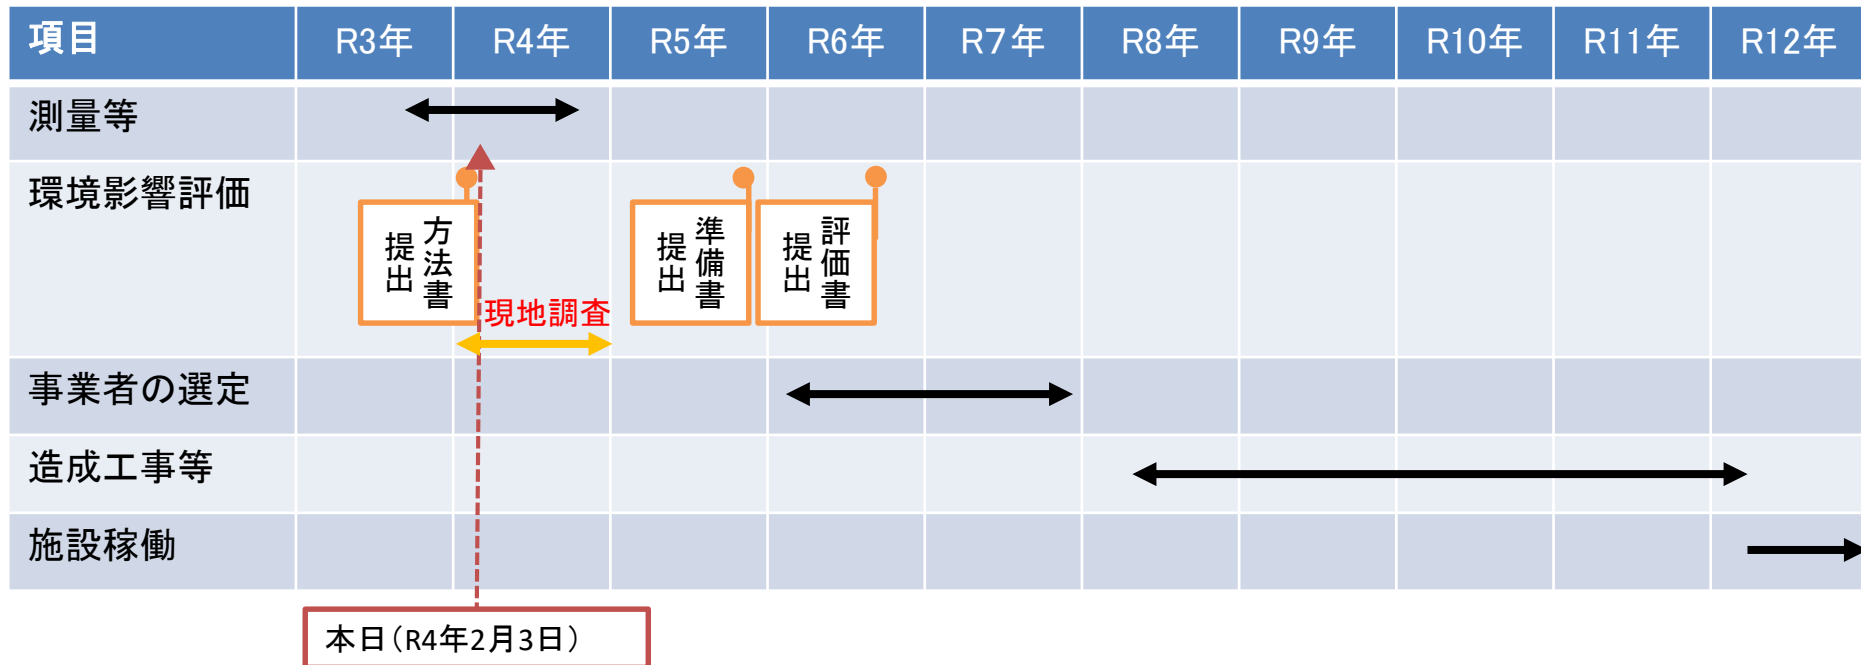 項目 R3年 R4年 R5年 R6年 R7年 R8年 R9年 R10年 R11年 R12年
測量等
環境影響評価
方法書
提出
準備書
提出
評価書
提出
現地調査
事業者の選定
造成工事等
施設稼働
本日（R4年2月3日）